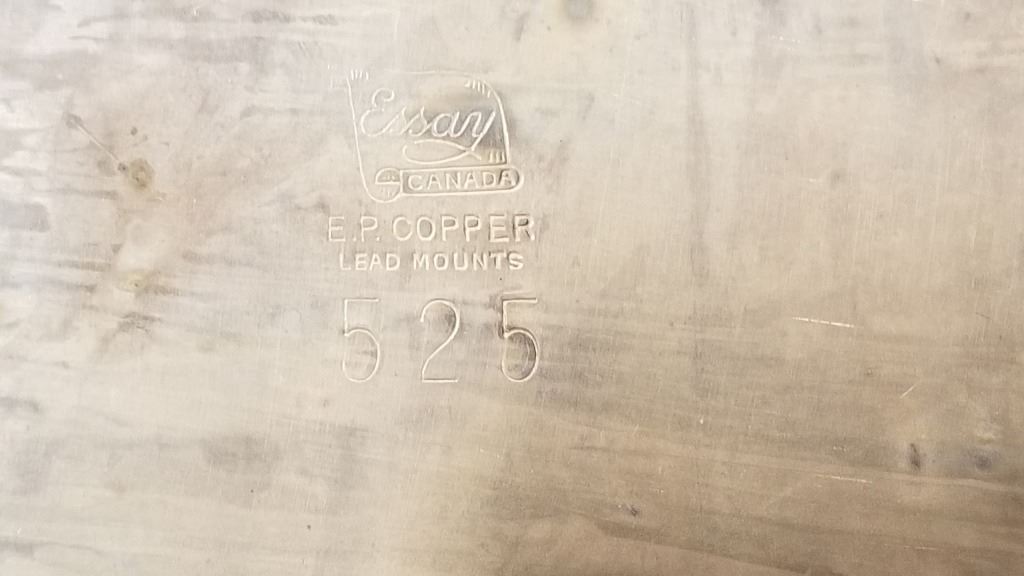 Essay
CANADA
E.P. COPPER
LEAD MOUNTS
525